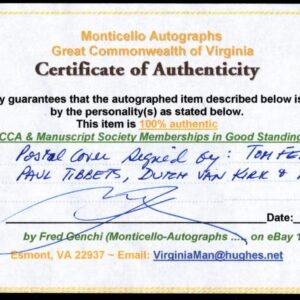 Monticello Autographs
Great Commonwealth of Virginia
Certificate of Authenticity
y guarantees that the autographed item described below is
by the personality(s) as stated below.
This item is 100% authentic
CCA & Manuscript Society Memberships in Good Standing
Postal Cover Signed by: Tom Fe
Paul Tibbets, Dutch Van Kirk &
Date:
by Fred Genchi (Monticello-Autographs .... on eBay 1
Esmont, VA 22937 ~ Email: VirginiaMan@hughes.net